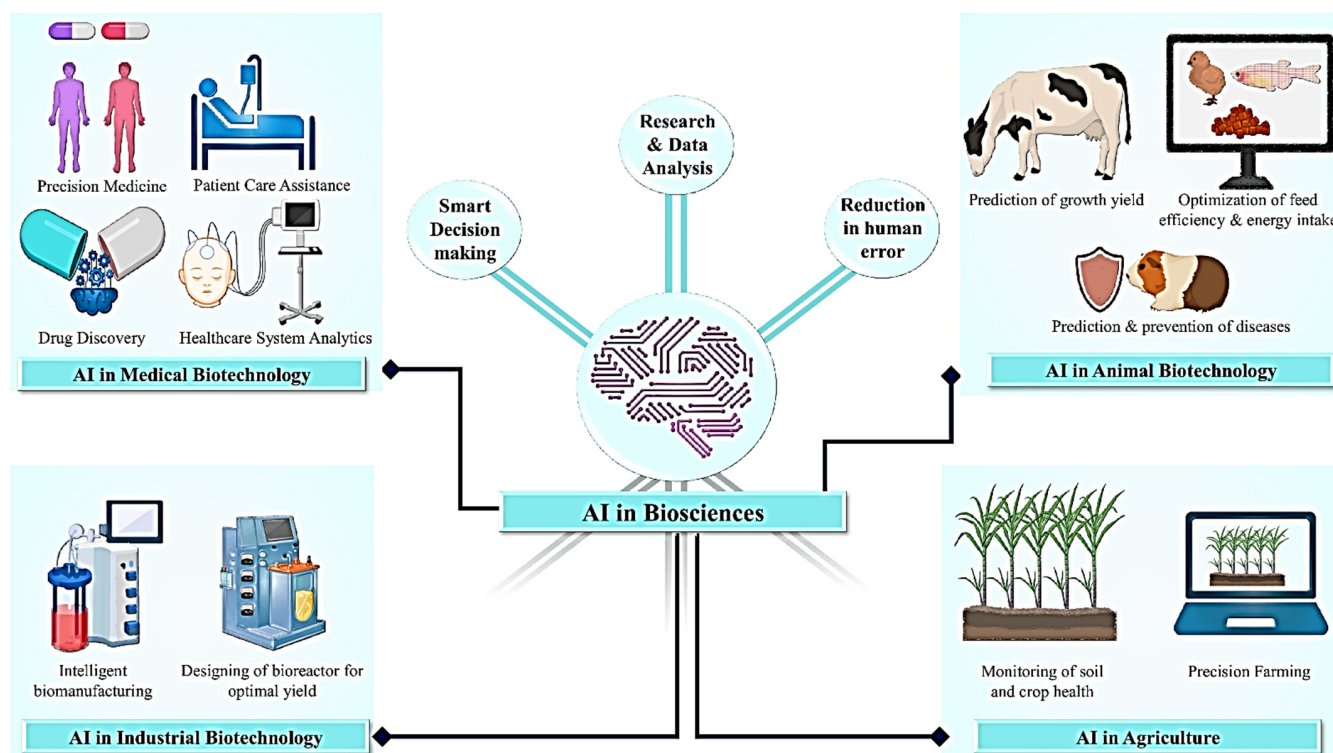 Precision Medicine
Patient Care Assistance
Drug Discovery
Healthcare System Analytics
AI in Medical Biotechnology
Smart
Decision
making
Research
& Data
Analysis
Reduction
in human
error
Prediction of growth yield
Optimization of feed
efficiency & energy intake
Prediction & prevention of diseases
AI in Animal Biotechnology
AI in Biosciences
Intelligent
biomanufacturing
Designing of bioreactor for
optimal yield
AI in Industrial Biotechnology
Monitoring of soil
and crop health
Precision Farming
AI in Agriculture